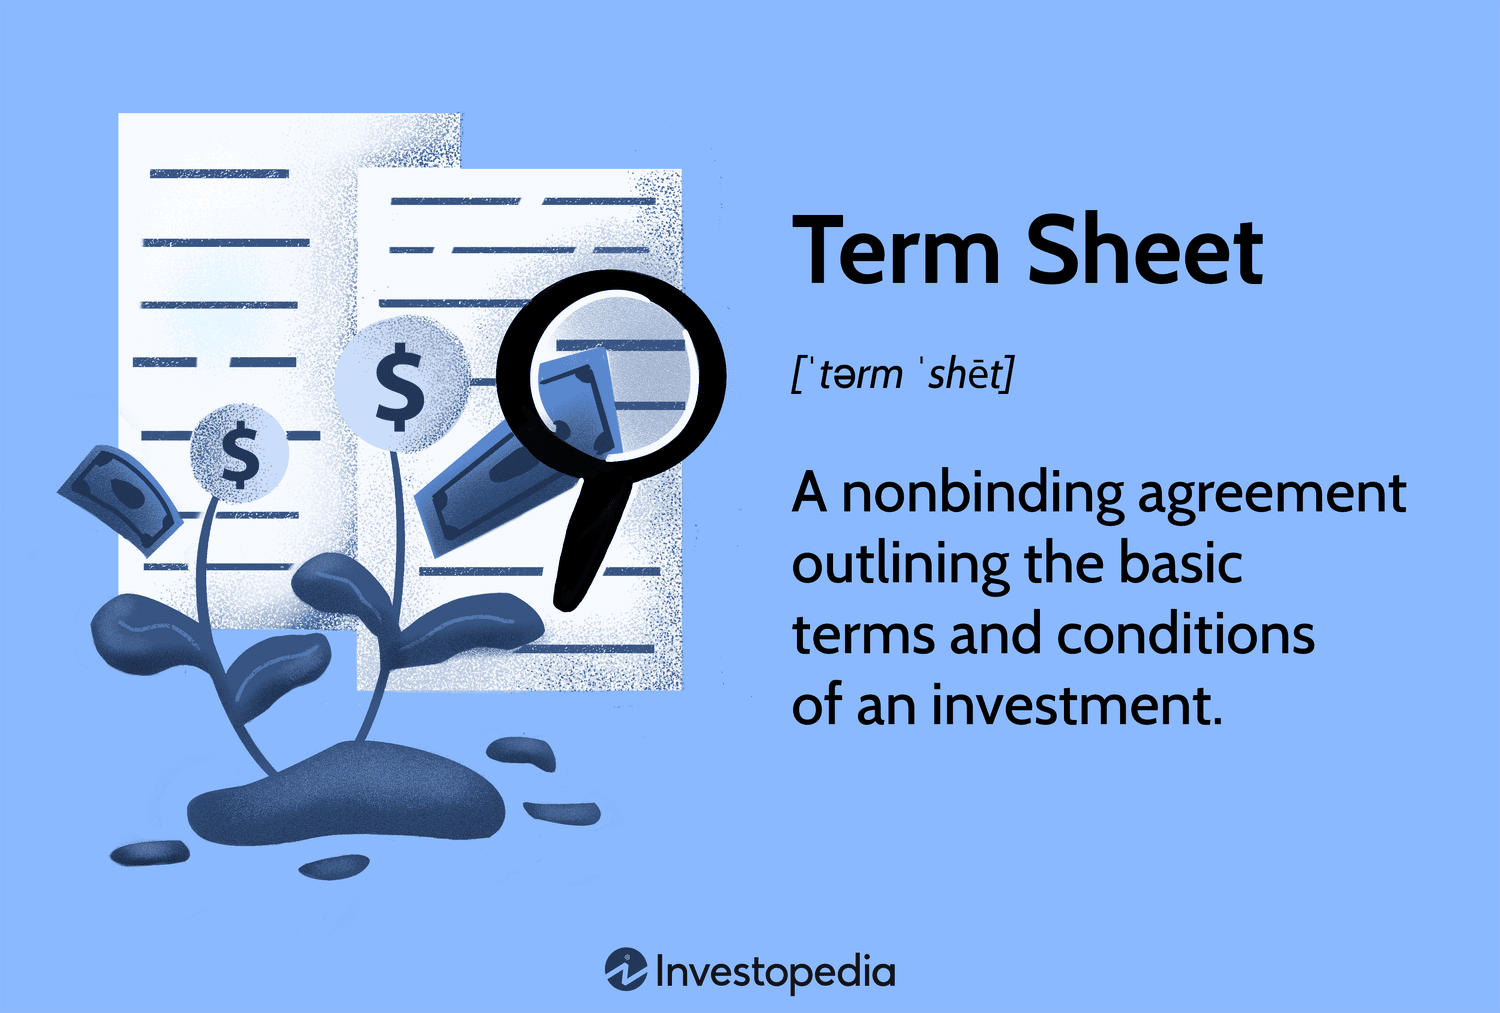 $
$
Term Sheet
[ˈtərm ˈshēt]
A nonbinding agreement
outlining the basic
terms and conditions
of an investment.
Investopedia